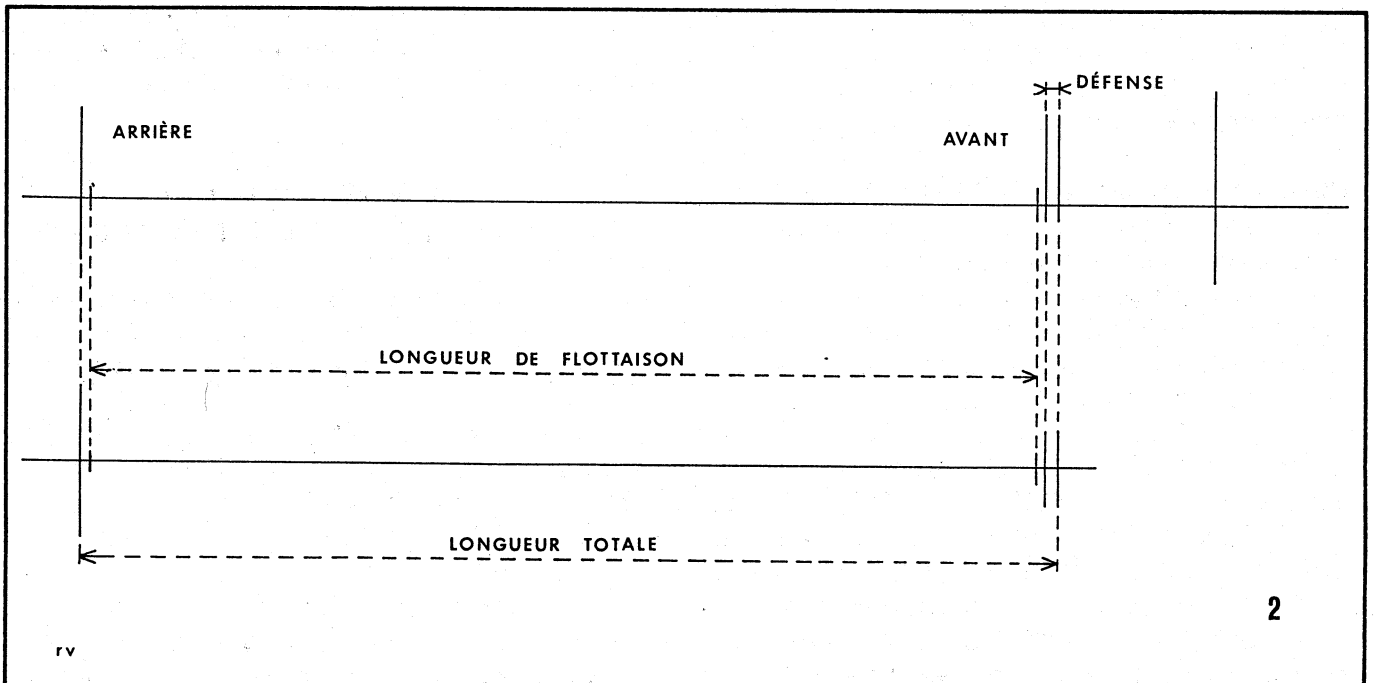 DÉFENSE
ARRIÈRE
AVANT
LONGUEUR DE FLOTTAISON
LONGUEUR TOTALE
2
rv